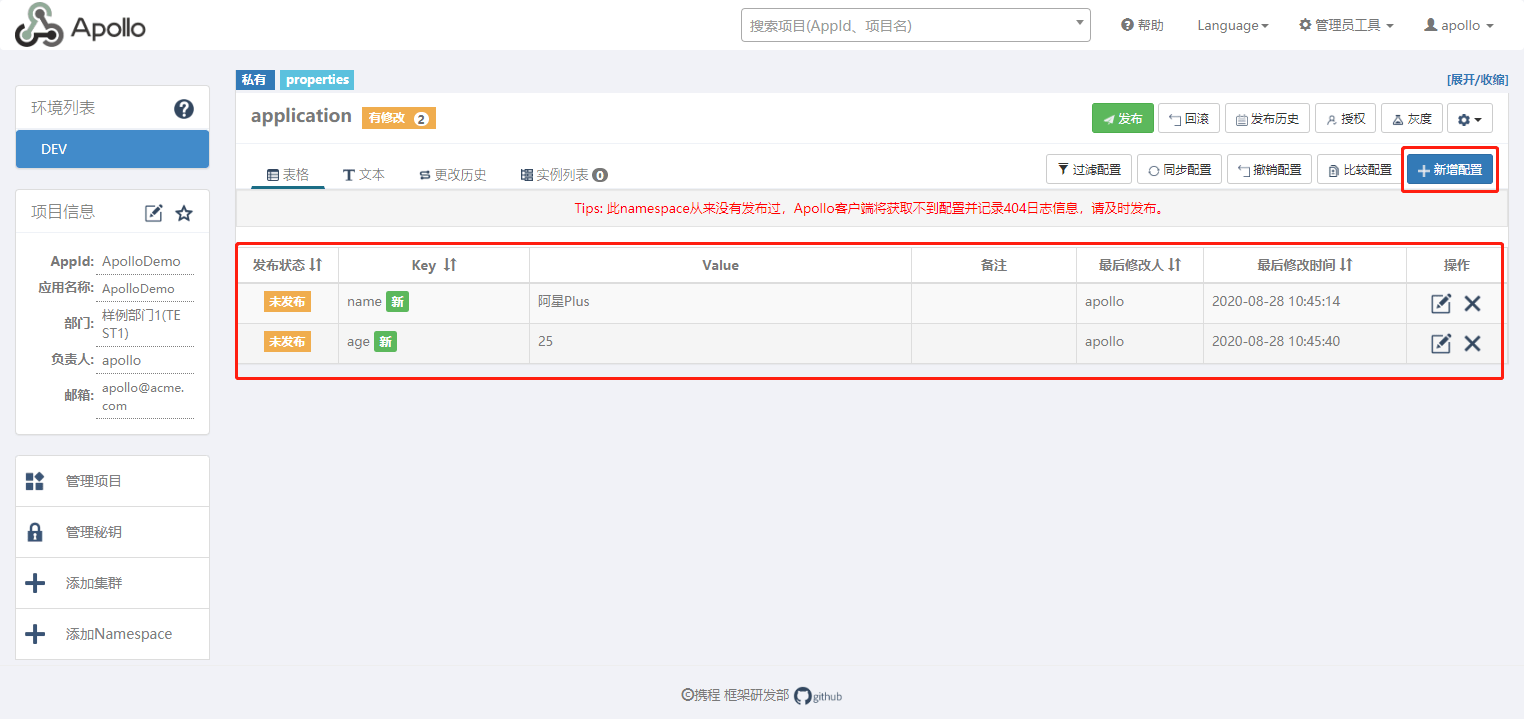 Apollo
搜索项目(AppId、项目名)
帮助
Language
管理员工具
apollo
环境列表
DEV
项目信息
AppId: ApolloDemo
应用名称: ApolloDemo
部门: 样例部门1(TE
ST1)
负责人: apollo
邮箱: apollo@acme.
com
管理项目
管理秘钥
添加集群
添加Namespace
私有 properties
[展开/收缩]
application 有修改 2
发布 回滚 发布历史 授权 灰度
表格 文本 更改历史 实例列表 0
过滤配置 同步配置 撤销配置 比较配置 新增配置
Tips: 此namespace从来没有发布过，Apollo客户端将获取不到配置并记录404日志信息，请及时发布。
发布状态 Key Value 备注 最后修改人 最后修改时间 操作
未发布 name 新 阿星Plus apollo 2020-08-28 10:45:14
未发布 age 新 25 apollo 2020-08-28 10:45:40
©携程 框架研发部 github